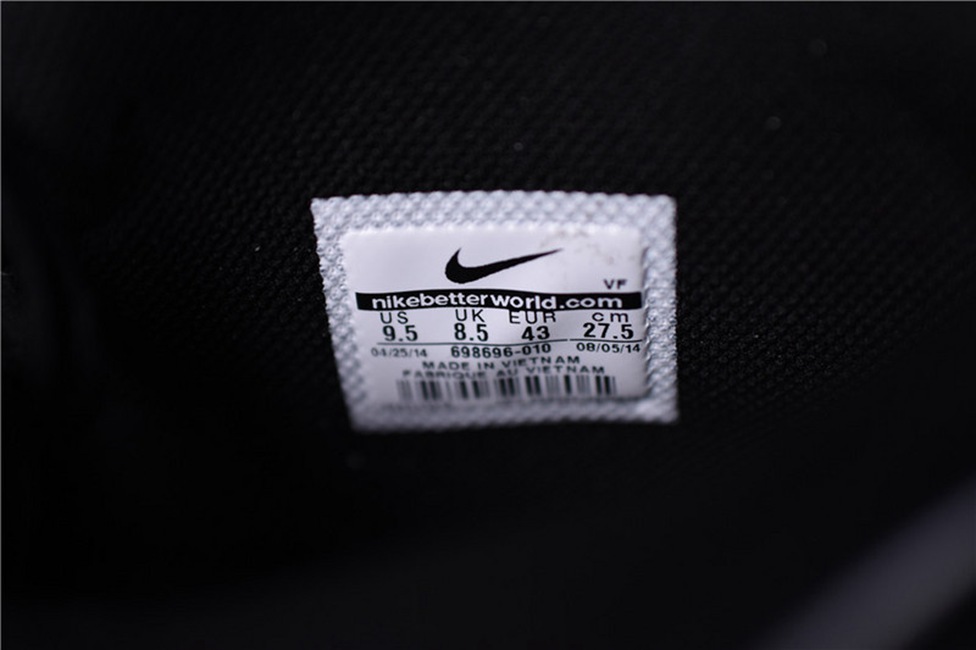 VF
nikebetterworld.com
US UK EUR cm
9.5 8.5 43 27.5
04/25/14 698696-010 08/05/14
MADE IN VIETNAM
FABRIQUE AU VIETNAM